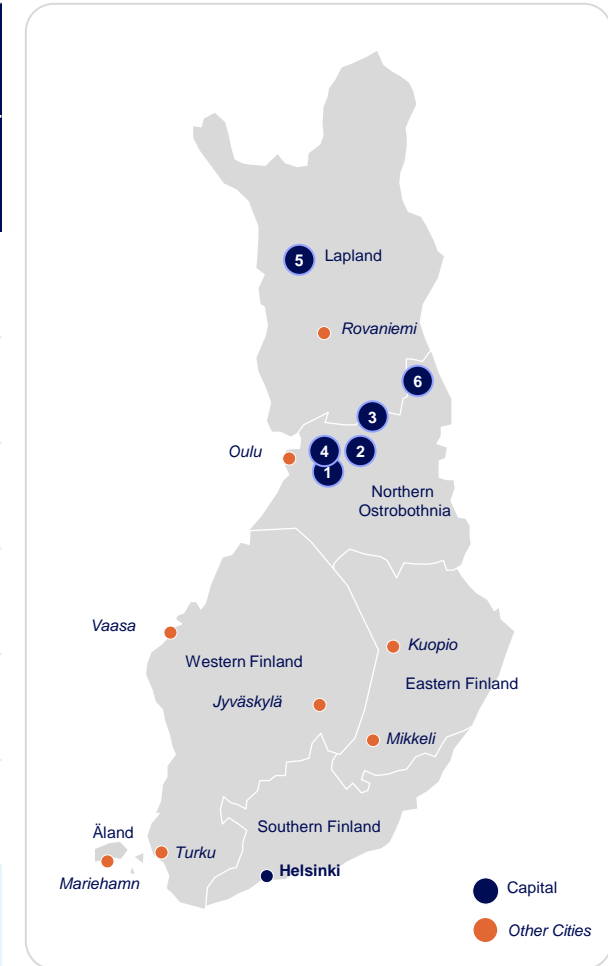 5
Lapland
Rovaniemi
6
3
Oulu
4
2
1
Northern
Ostrobothnia
Vaasa
Kuopio
Western Finland
Eastern Finland
Jyväskylä
Mikkeli
Southern Finland
Åland
Turku
Helsinki
Mariehamn
Capital
Other Cities